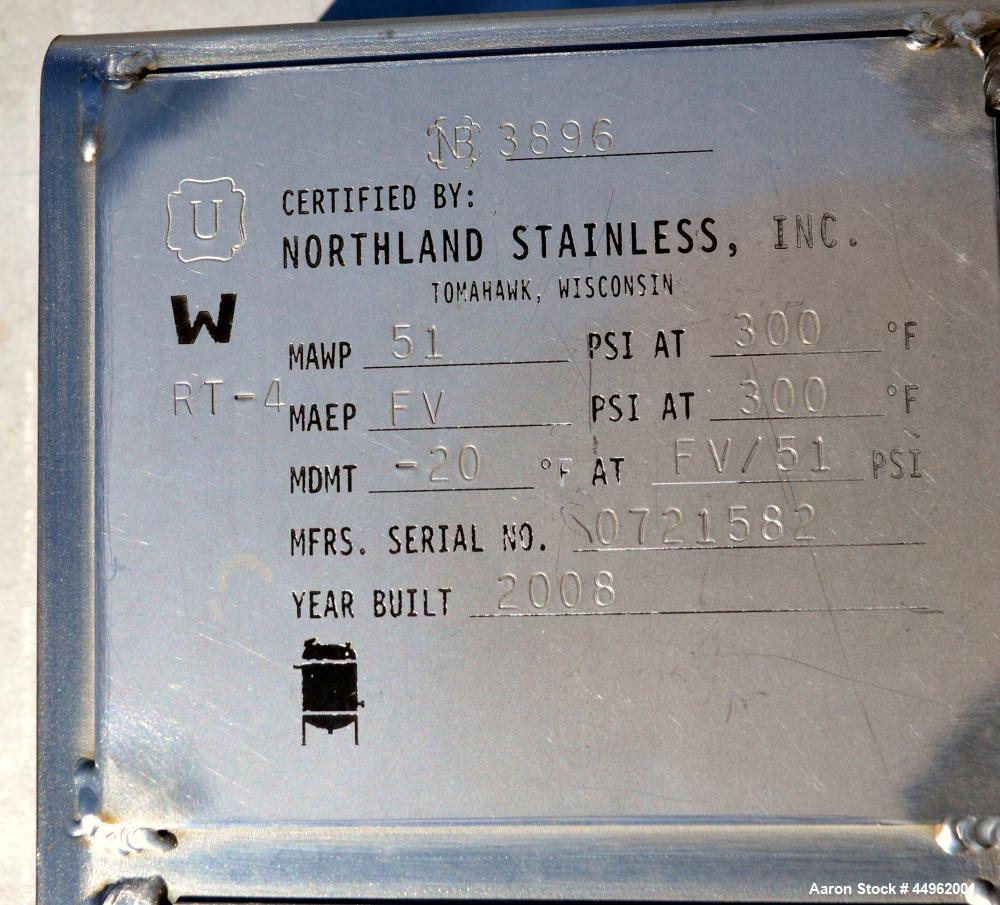 NB 3896
U
CERTIFIED BY:
NORTHLAND STAINLESS, INC.
TOMAHAWK, WISCONSIN
W
MAWP 51 PSI AT 300 °F
RT-4
MAEP FV PSI AT 300 °F
MDMT -20 °F AT FV/51 PSI
MFRS. SERIAL NO. 0721582
YEAR BUILT 2008
Aaron Stock # 44962001